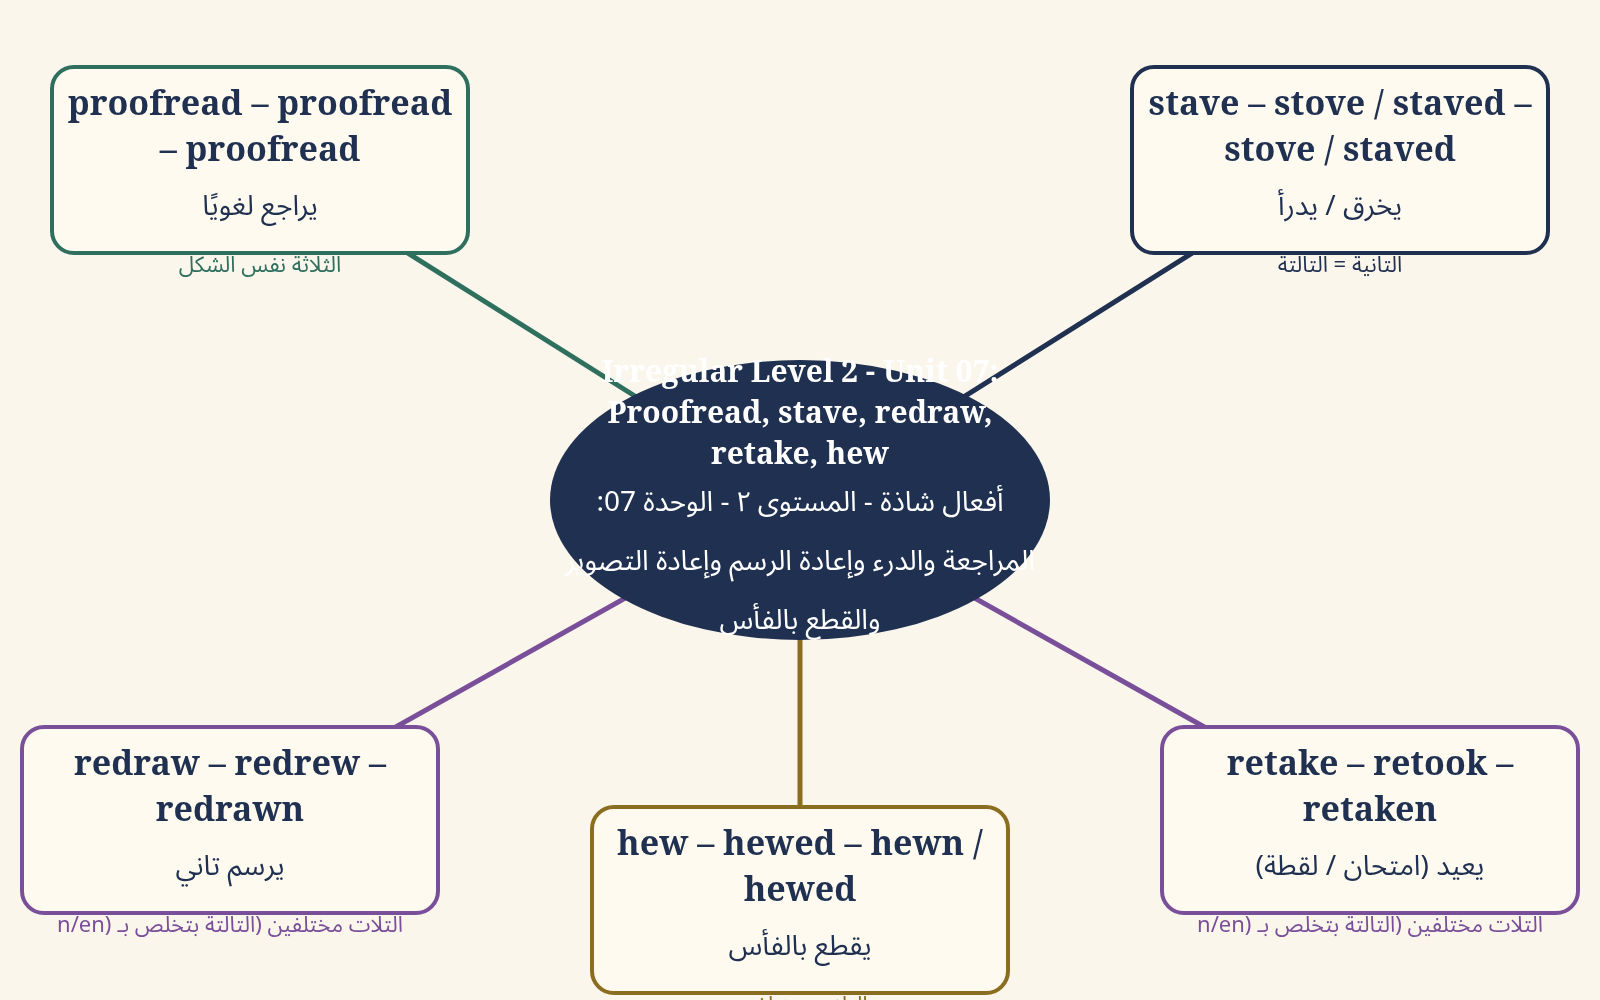 proofread – proofread
– proofread
يراجع لغويًا
الثلاثة نفس الشكل
stave – stove / staved –
stove / staved
يخرق / يدرأ
التانية = التالتة
Irregular Level 2 - Unit 07:
Proofread, stave, redraw,
retake, hew
أفعال شاذة - المستوى ٢ - الوحدة 07:
المراجعة والدرء وإعادة الرسم وإعادة التصوير
والقطع بالفأس
redraw – redrew –
redrawn
يرسم تاني
التلات مختلفين (التالتة بتخلص بـ n/en)
hew – hewed – hewn /
hewed
يقطع بالفأس
retake – retook –
retaken
يعيد (امتحان / لقطة)
التلات مختلفين (التالتة بتخلص بـ n/en)